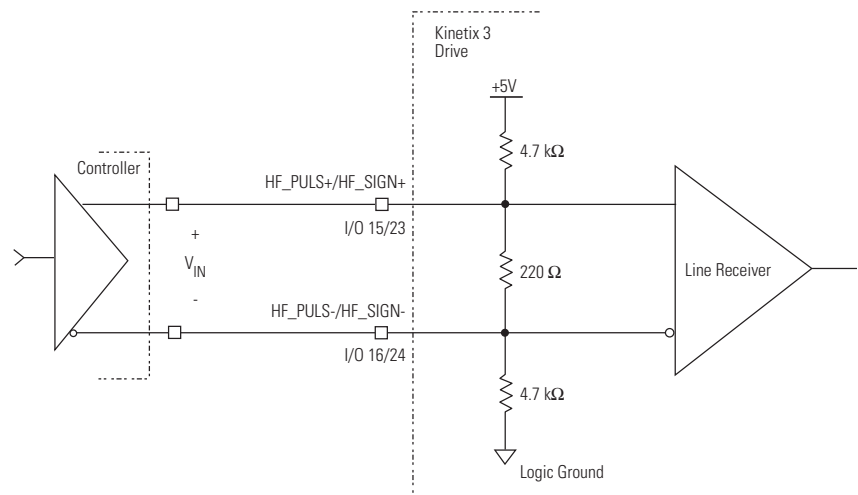 Kinetix 3
Drive
+5V
4.7 kΩ
Controller
HF_PULS+/HF_SIGN+
I/O 15/23
+
V_IN
-
220 Ω
Line Receiver
HF_PULS-/HF_SIGN-
I/O 16/24
4.7 kΩ
Logic Ground